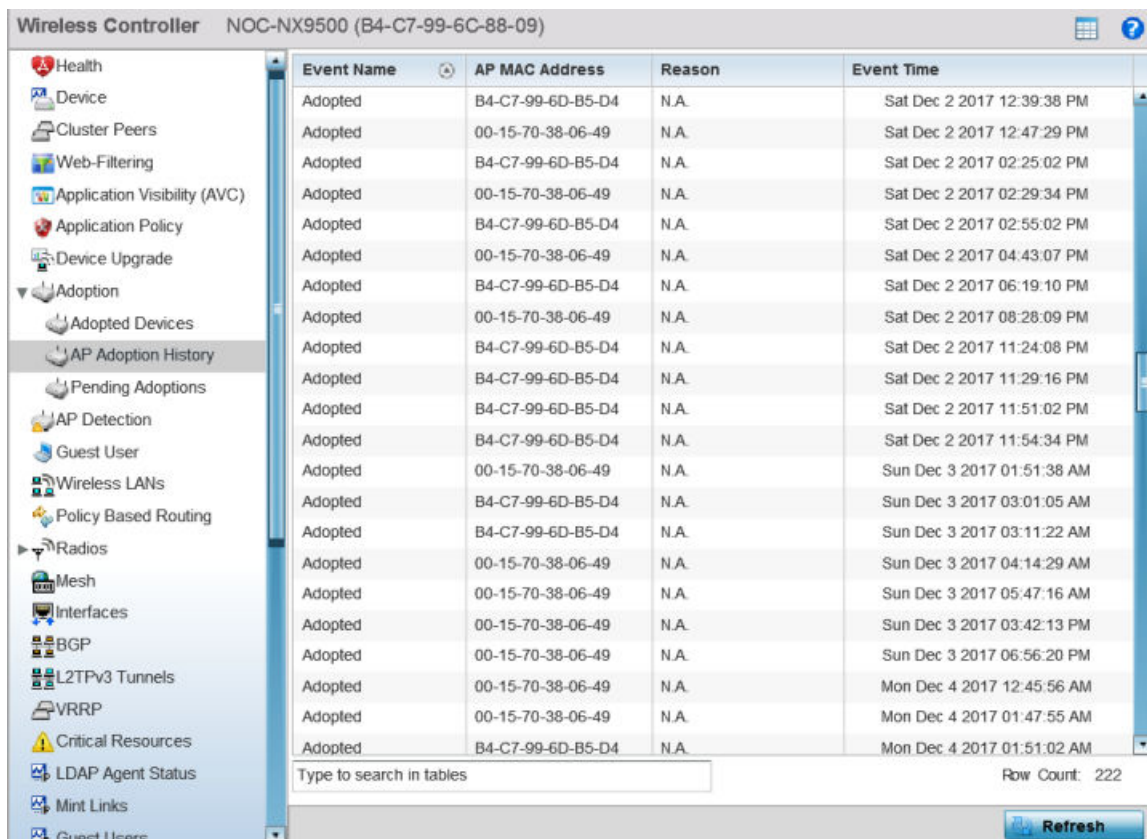 Wireless Controller NOC-NX9500 (B4-C7-99-6C-88-09)
Health
Device
Cluster Peers
Web-Filtering
Application Visibility (AVC)
Application Policy
Device Upgrade
Adoption
Adopted Devices
AP Adoption History
Pending Adoptions
AP Detection
Guest User
Wireless LANs
Policy Based Routing
Radios
Mesh
Interfaces
BGP
L2TPv3 Tunnels
VRRP
Critical Resources
LDAP Agent Status
Mint Links
Guest Users
Event Name AP MAC Address Reason Event Time
Adopted B4-C7-99-6D-B5-D4 N.A. Sat Dec 2 2017 12:39:38 PM
Adopted 00-15-70-38-06-49 N.A. Sat Dec 2 2017 12:47:29 PM
Adopted B4-C7-99-6D-B5-D4 N.A. Sat Dec 2 2017 02:25:02 PM
Adopted 00-15-70-38-06-49 N.A. Sat Dec 2 2017 02:29:34 PM
Adopted B4-C7-99-6D-B5-D4 N.A. Sat Dec 2 2017 02:55:02 PM
Adopted 00-15-70-38-06-49 N.A. Sat Dec 2 2017 04:43:07 PM
Adopted B4-C7-99-6D-B5-D4 N.A. Sat Dec 2 2017 06:19:10 PM
Adopted 00-15-70-38-06-49 N.A. Sat Dec 2 2017 08:28:09 PM
Adopted B4-C7-99-6D-B5-D4 N.A. Sat Dec 2 2017 11:24:08 PM
Adopted B4-C7-99-6D-B5-D4 N.A. Sat Dec 2 2017 11:29:16 PM
Adopted B4-C7-99-6D-B5-D4 N.A. Sat Dec 2 2017 11:51:02 PM
Adopted B4-C7-99-6D-B5-D4 N.A. Sat Dec 2 2017 11:54:34 PM
Adopted 00-15-70-38-06-49 N.A. Sun Dec 3 2017 01:51:38 AM
Adopted B4-C7-99-6D-B5-D4 N.A. Sun Dec 3 2017 03:01:05 AM
Adopted B4-C7-99-6D-B5-D4 N.A. Sun Dec 3 2017 03:11:22 AM
Adopted 00-15-70-38-06-49 N.A. Sun Dec 3 2017 04:14:29 AM
Adopted 00-15-70-38-06-49 N.A. Sun Dec 3 2017 05:47:16 AM
Adopted 00-15-70-38-06-49 N.A. Sun Dec 3 2017 03:42:13 PM
Adopted 00-15-70-38-06-49 N.A. Sun Dec 3 2017 06:56:20 PM
Adopted 00-15-70-38-06-49 N.A. Mon Dec 4 2017 12:45:56 AM
Adopted 00-15-70-38-06-49 N.A. Mon Dec 4 2017 01:47:55 AM
Adopted B4-C7-99-6D-B5-D4 N.A. Mon Dec 4 2017 01:51:02 AM
Type to search in tables Row Count: 222
Refresh